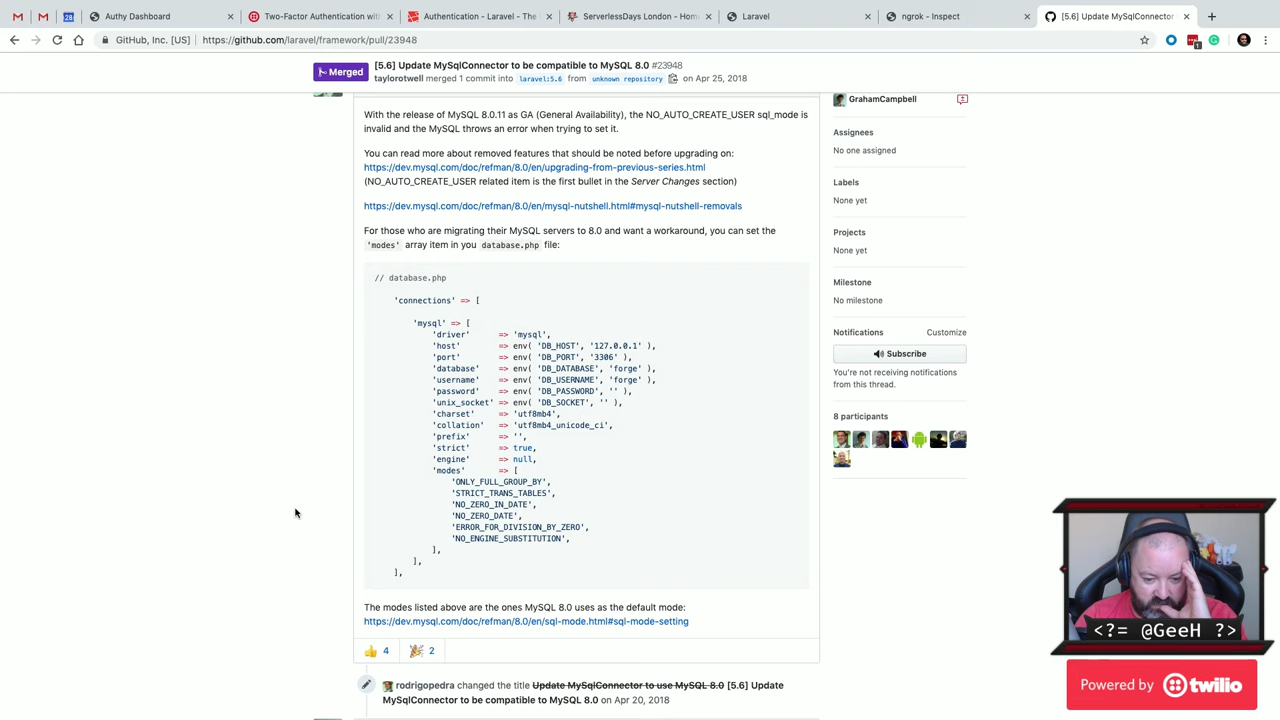 Authy Dashboard
Two-Factor Authentication wit
Authentication - Laravel - The
ServerlessDays London - Hom
Laravel
ngrok - Inspect
[5.6] Update MySqlConnector
28
GitHub, Inc. [US] https://github.com/laravel/framework/pull/23948
1
Merged
[5.6] Update MySqlConnector to be compatible to MySQL 8.0 #23948
taylorotwell merged 1 commit into laravel:5.6 from unknown repository on Apr 25, 2018
With the release of MySQL 8.0.11 as GA (General Availability), the NO_AUTO_CREATE_USER sql_mode is
invalid and the MySQL throws an error when trying to set it.
You can read more about removed features that should be noted before upgrading on:
https://dev.mysql.com/doc/refman/8.0/en/upgrading-from-previous-series.html
(NO_AUTO_CREATE_USER related item is the first bullet in the Server Changes section)
https://dev.mysql.com/doc/refman/8.0/en/mysql-nutshell.html#mysql-nutshell-removals
For those who are migrating their MySQL servers to 8.0 and want a workaround, you can set the
'modes' array item in you database.php file:
// database.php
'connections' => [
'mysql' => [
'driver' => 'mysql',
'host' => env( 'DB_HOST', '127.0.0.1' ),
'port' => env( 'DB_PORT', '3306' ),
'database' => env( 'DB_DATABASE', 'forge' ),
'username' => env( 'DB_USERNAME', 'forge' ),
'password' => env( 'DB_PASSWORD', '' ),
'unix_socket' => env( 'DB_SOCKET', '' ),
'charset' => 'utf8mb4',
'collation' => 'utf8mb4_unicode_ci',
'prefix' => '',
'strict' => true,
'engine' => null,
'modes' => [
'ONLY_FULL_GROUP_BY',
'STRICT_TRANS_TABLES',
'NO_ZERO_IN_DATE',
'NO_ZERO_DATE',
'ERROR_FOR_DIVISION_BY_ZERO',
'NO_ENGINE_SUBSTITUTION',
],
],
],
The modes listed above are the ones MySQL 8.0 uses as the default mode:
https://dev.mysql.com/doc/refman/8.0/en/sql-mode.html#sql-mode-setting
4
2
rodrigopedra changed the title Update MySqlConnector to use MySQL 8.0 [5.6] Update
MySqlConnector to be compatible to MySQL 8.0 on Apr 20, 2018
GrahamCampbell
Assignees
No one assigned
Labels
None yet
Projects
None yet
Milestone
No milestone
Notifications Customize
Subscribe
You're not receiving notifications
from this thread.
8 participants
<?= @GeeH ?>
Powered by twilio